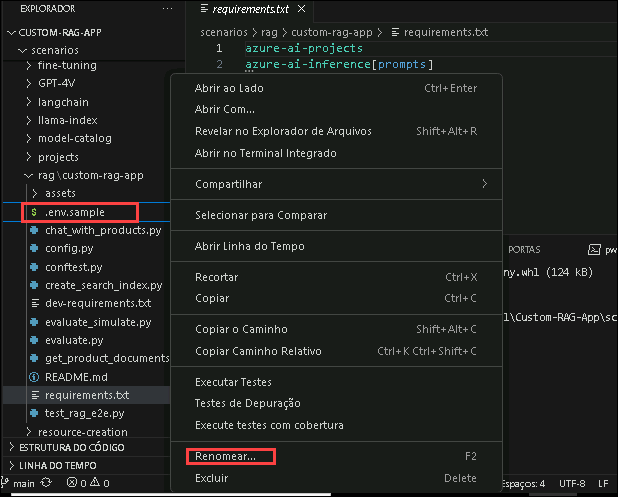 EXPLORADOR ···
CUSTOM-RAG-APP
scenarios
fine-tuning
GPT-4V
langchain
llama-index
model-catalog
projects
rag\custom-rag-app
assets
$ .env.sample
chat_with_products.py
config.py
conftest.py
create_search_index.py
dev-requirements.txt
evaluate_simulate.py
evaluate.py
get_product_documents
README.md
requirements.txt
test_rag_e2e.py
resource-creation
ESTRUTURA DO CÓDIGO
LINHA DO TEMPO
main 0 0
requirements.txt
scenarios > rag > custom-rag-app > requirements.txt
1 azure-ai-projects
2 azure-ai-inference[prompts]
Abrir ao Lado Ctrl+Enter
Abrir Com...
Revelar no Explorador de Arquivos Shift+Alt+R
Abrir no Terminal Integrado
Compartilhar
Selecionar para Comparar
Abrir Linha do Tempo
Recortar Ctrl+X
Copiar Ctrl+C
Copiar o Caminho Shift+Alt+C
Copiar Caminho Relativo Ctrl+K Ctrl+Shift+C
Executar Testes
Testes de Depuração
Execute testes com cobertura
Renomear... F2
Excluir Delete
PORTAS pw
ny.whl (124 kB)
l\Custom-RAG-App\sc
Espaços: 4 UTF-8 LF